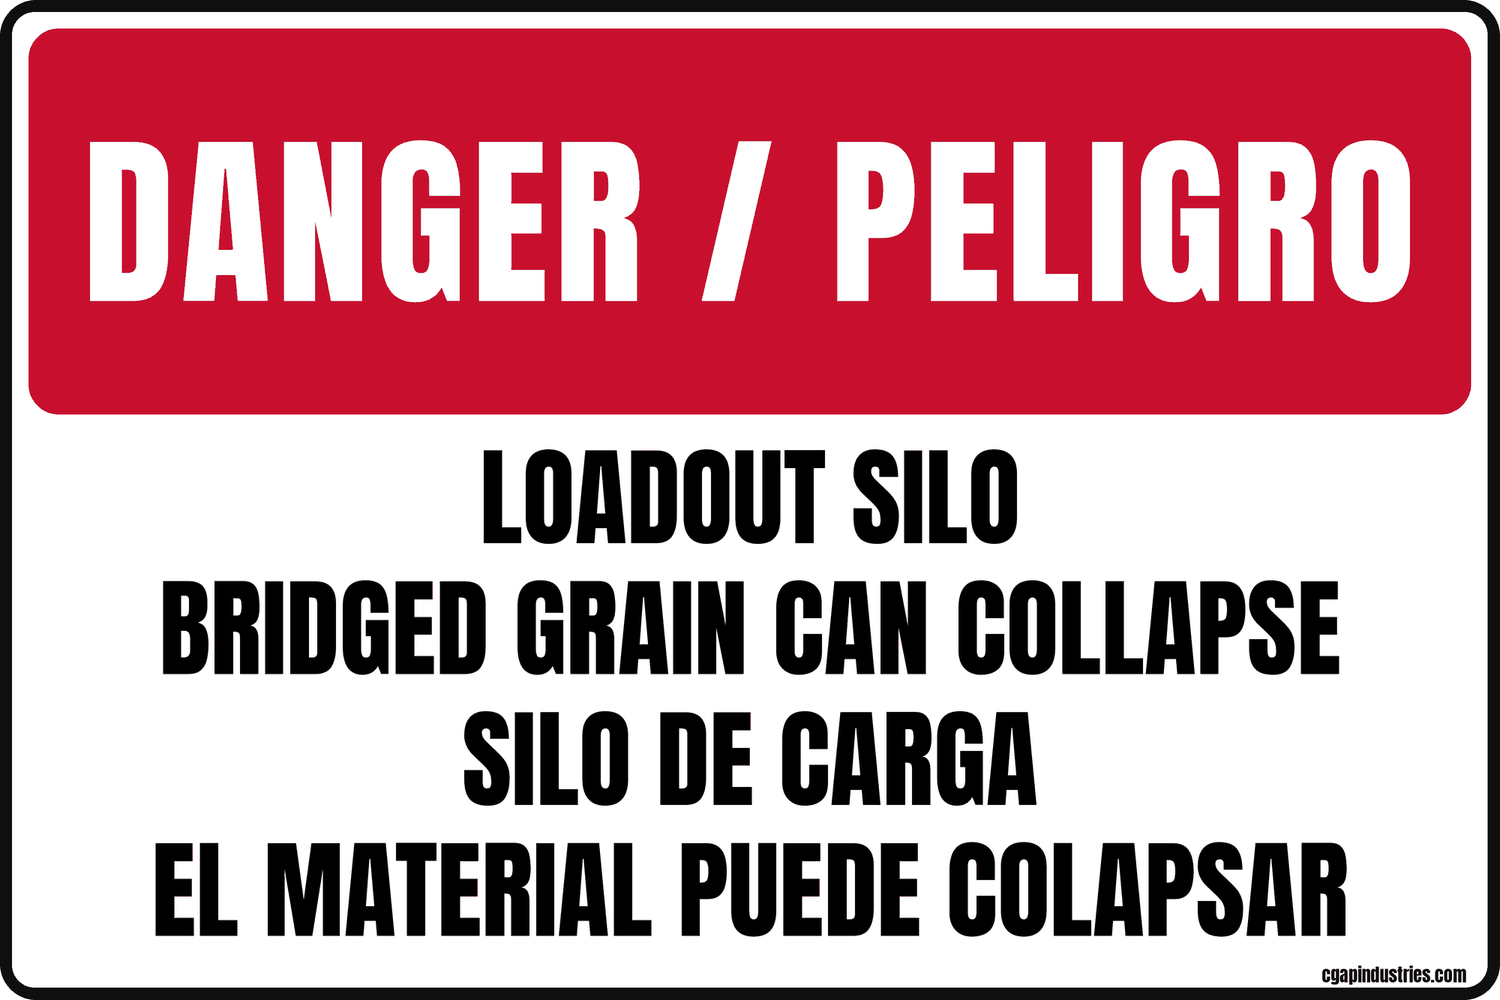 DANGER / PELIGRO
LOADOUT SILO
BRIDGED GRAIN CAN COLLAPSE
SILO DE CARGA
EL MATERIAL PUEDE COLAPSAR
cgapindustries.com